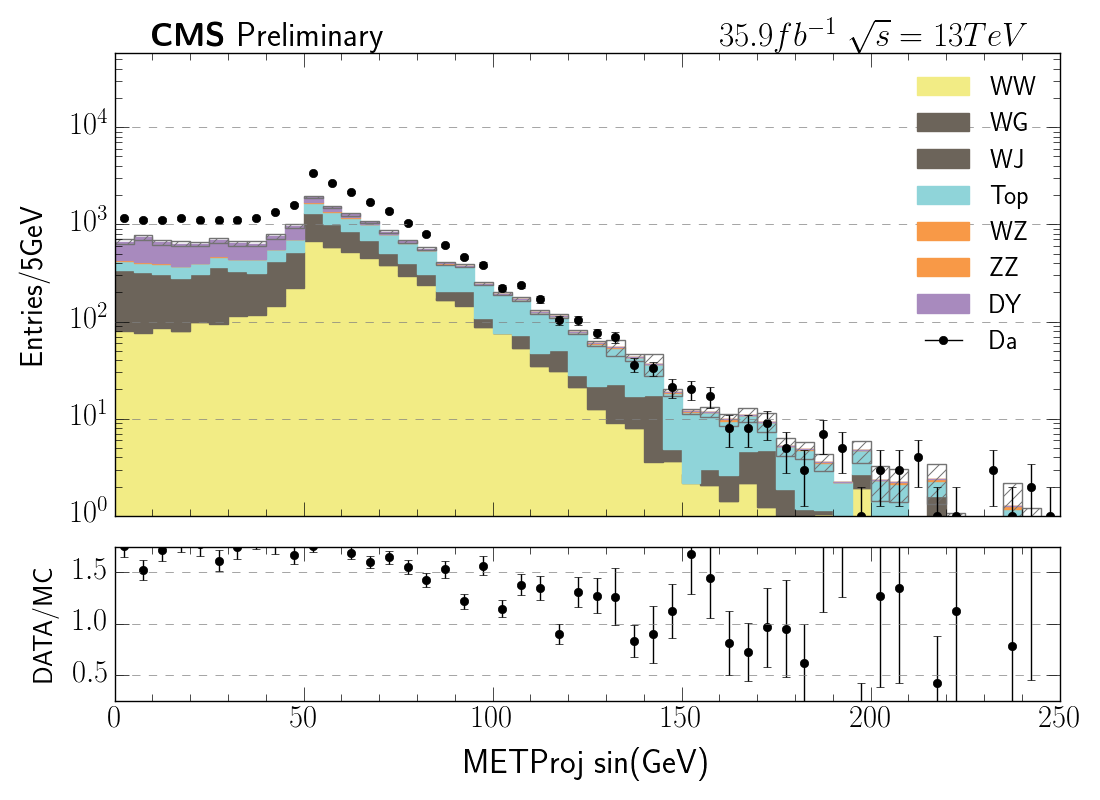 CMS Preliminary 35.9fb⁻¹ √s = 13TeV
Entries/5GeV
10⁴
10³
10²
10¹
10⁰
WW
WG
WJ
Top
WZ
ZZ
DY
Da
DATA/MC
1.5
1.0
0.5
0 50 100 150 200 250
METProj sin(GeV)